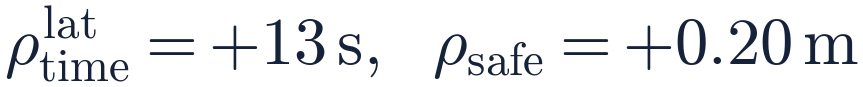 ρ_time^lat = +13 s, ρ_safe = +0.20 m